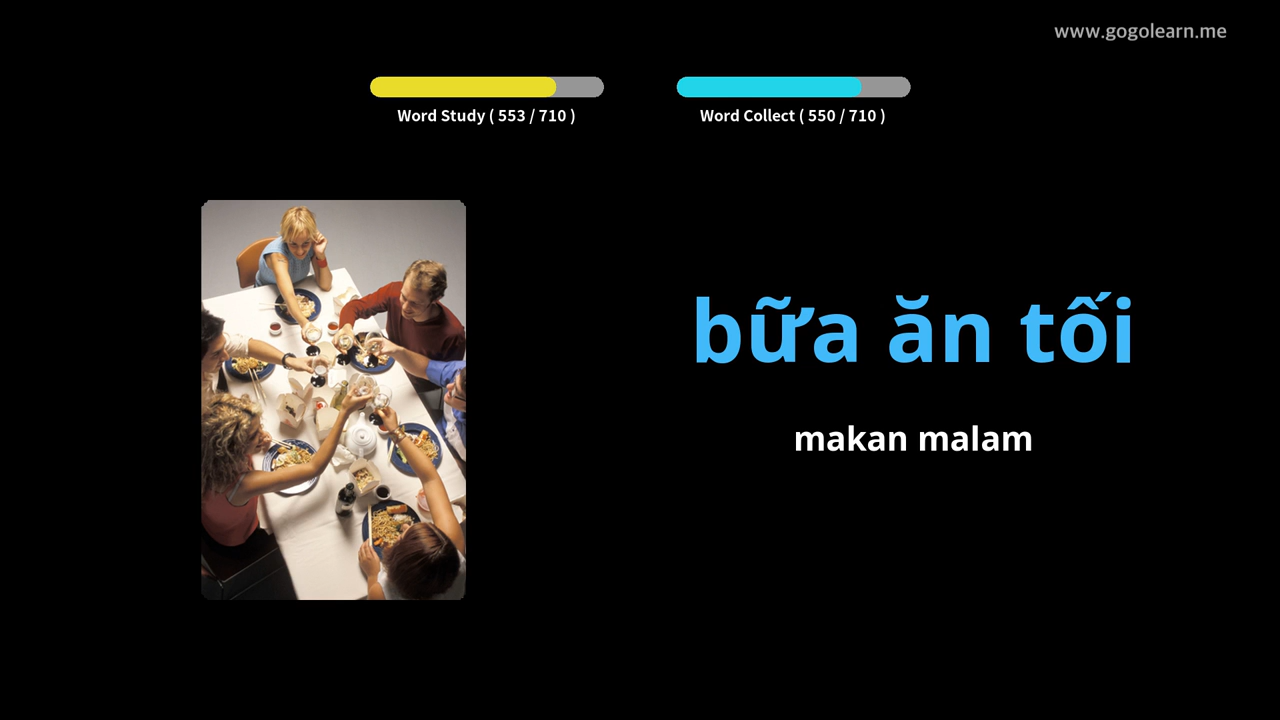 www.gogolearn.me
Word Study ( 553 / 710 )
Word Collect ( 550 / 710 )
bữa ăn tối
makan malam